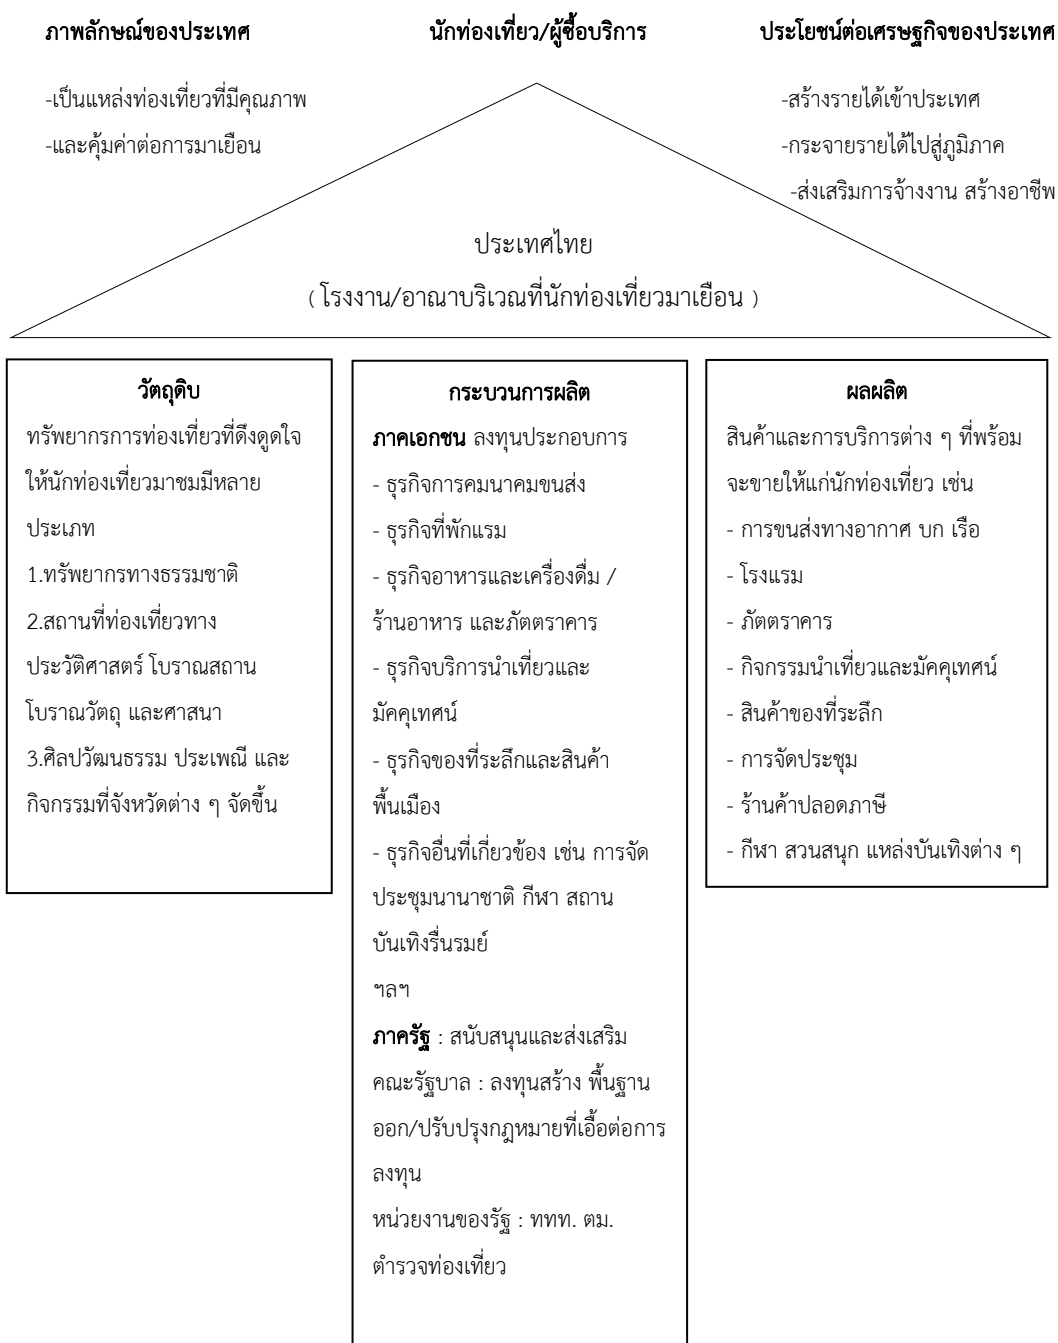 ภาพลักษณ์ของประเทศ
-เป็นแหล่งท่องเที่ยวที่มีคุณภาพ
-และคุ้มค่าต่อการมาเยือน
นักท่องเที่ยว/ผู้ซื้อบริการ
ประโยชน์ต่อเศรษฐกิจของประเทศ
-สร้างรายได้เข้าประเทศ
-กระจายรายได้ไปสู่ภูมิภาค
-ส่งเสริมการจ้างงาน สร้างอาชีพ
ประเทศไทย
( โรงงาน/อาณาบริเวณที่นักท่องเที่ยวมาเยือน )
วัตถุดิบ
ทรัพยากรการท่องเที่ยวที่ดึงดูดใจ
ให้นักท่องเที่ยวมาชมมีหลาย
ประเภท
1.ทรัพยากรทางธรรมชาติ
2.สถานที่ท่องเที่ยวทาง
ประวัติศาสตร์ โบราณสถาน
โบราณวัตถุ และศาสนา
3.ศิลปวัฒนธรรม ประเพณี และ
กิจกรรมที่จังหวัดต่าง ๆ จัดขึ้น
กระบวนการผลิต
ภาคเอกชน ลงทุนประกอบการ
- ธุรกิจการคมนาคมขนส่ง
- ธุรกิจที่พักแรม
- ธุรกิจอาหารและเครื่องดื่ม /
ร้านอาหาร และภัตตราคาร
- ธุรกิจบริการนำเที่ยวและ
มัคคุเทศน์
- ธุรกิจของที่ระลึกและสินค้า
พื้นเมือง
- ธุรกิจอื่นที่เกี่ยวข้อง เช่น การจัด
ประชุมนานาชาติ กีฬา สถาน
บันเทิงรื่นรมย์
ฯลฯ
ภาครัฐ : สนับสนุนและส่งเสริม
คณะรัฐบาล : ลงทุนสร้าง พื้นฐาน
ออก/ปรับปรุงกฎหมายที่เอื้อต่อการ
ลงทุน
หน่วยงานของรัฐ : ททท. ตม.
ตำรวจท่องเที่ยว
ผลผลิต
สินค้าและการบริการต่าง ๆ ที่พร้อม
จะขายให้แก่นักท่องเที่ยว เช่น
- การขนส่งทางอากาศ บก เรือ
- โรงแรม
- ภัตตราคาร
- กิจกรรมนำเที่ยวและมัคคุเทศน์
- สินค้าของที่ระลึก
- การจัดประชุม
- ร้านค้าปลอดภาษี
- กีฬา สวนสนุก แหล่งบันเทิงต่าง ๆ